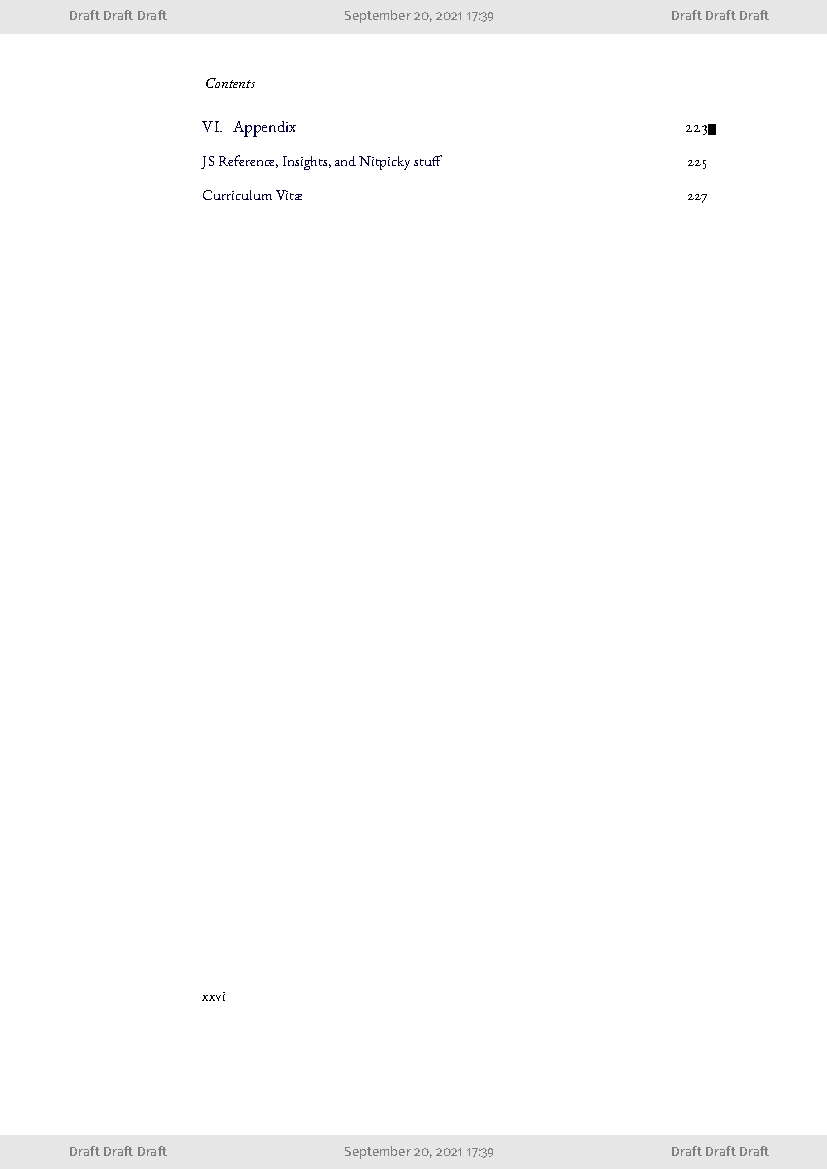 Draft Draft Draft September 20, 2021 17:39 Draft Draft Draft
Contents
VI. Appendix 223
JS Reference, Insights, and Nitpicky stuff 225
Curriculum Vitæ 227
xxvi
Draft Draft Draft September 20, 2021 17:39 Draft Draft Draft